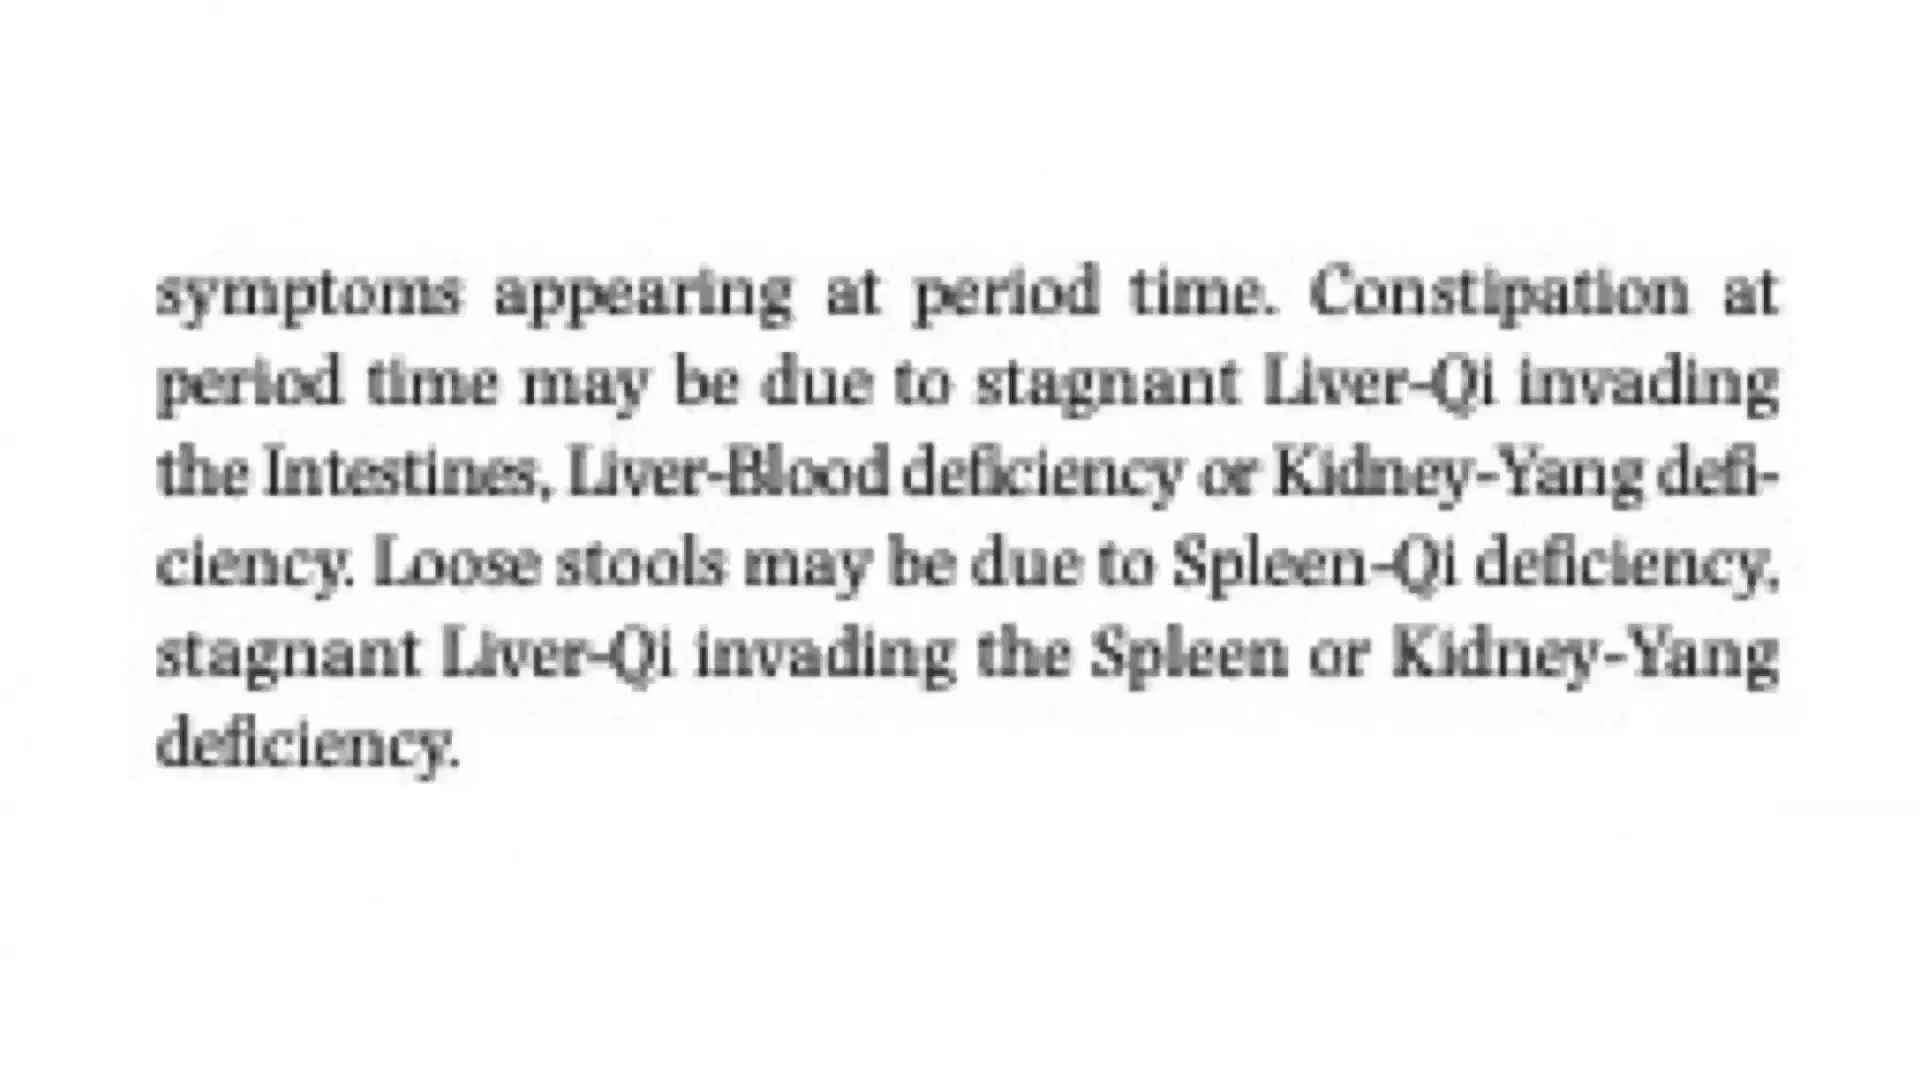 symptoms appearing at period time. Constipation at
period time may be due to stagnant Liver-Qi invading
the Intestines, Liver-Blood deficiency or Kidney-Yang defi-
ciency. Loose stools may be due to Spleen-Qi deficiency,
stagnant Liver-Qi invading the Spleen or Kidney-Yang
deficiency.